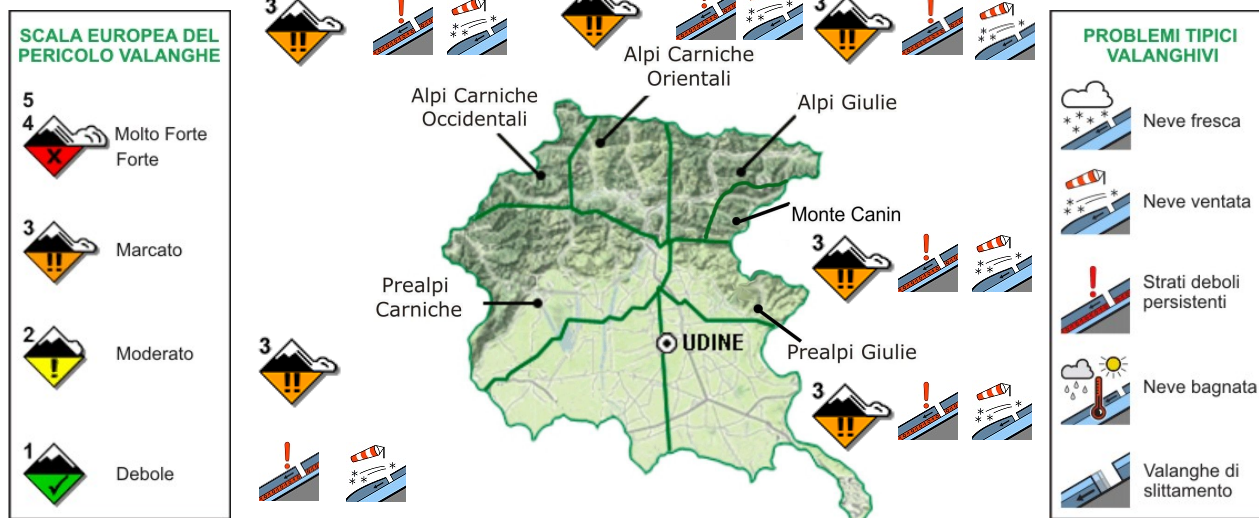 SCALA EUROPEA DEL
PERICOLO VALANGHE
5
4
Molto Forte
Forte
3
Marcato
2
Moderato
1
Debole
3
3
3
Alpi Carniche
Orientali
Alpi Carniche
Occidentali
Alpi Giulie
Monte Canin
3
Prealpi
Carniche
3
UDINE
Prealpi Giulie
3
PROBLEMI TIPICI
VALANGHIVI
Neve fresca
Neve ventata
Strati deboli
persistenti
Neve bagnata
Valanghe di
slittamento